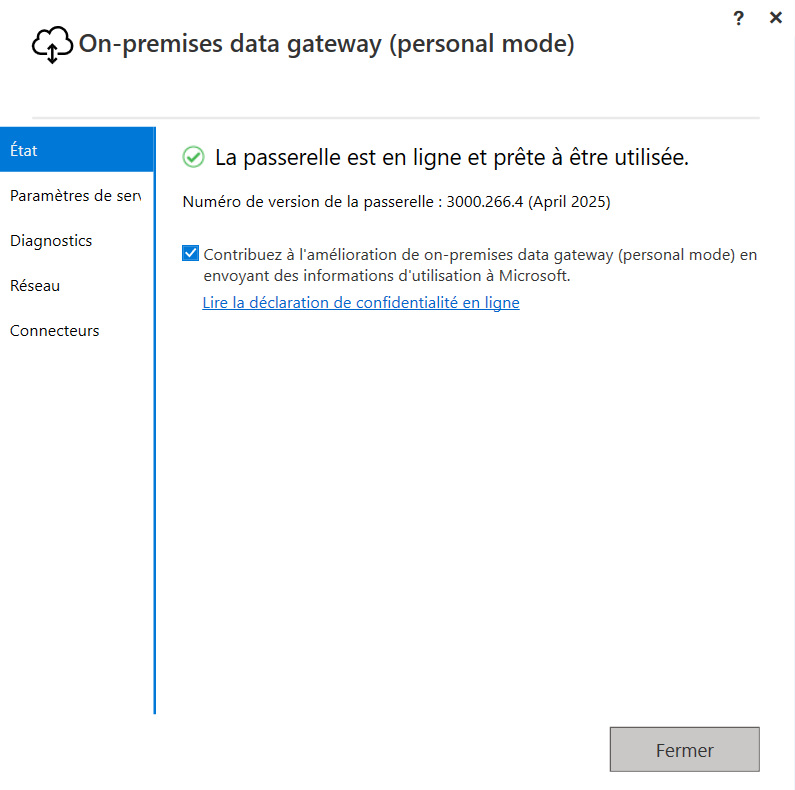 ?
On-premises data gateway (personal mode)
État
Paramètres de serv
Diagnostics
Réseau
Connecteurs
La passerelle est en ligne et prête à être utilisée.
Numéro de version de la passerelle : 3000.266.4 (April 2025)
Contribuez à l'amélioration de on-premises data gateway (personal mode) en
envoyant des informations d'utilisation à Microsoft.
Lire la déclaration de confidentialité en ligne
Fermer